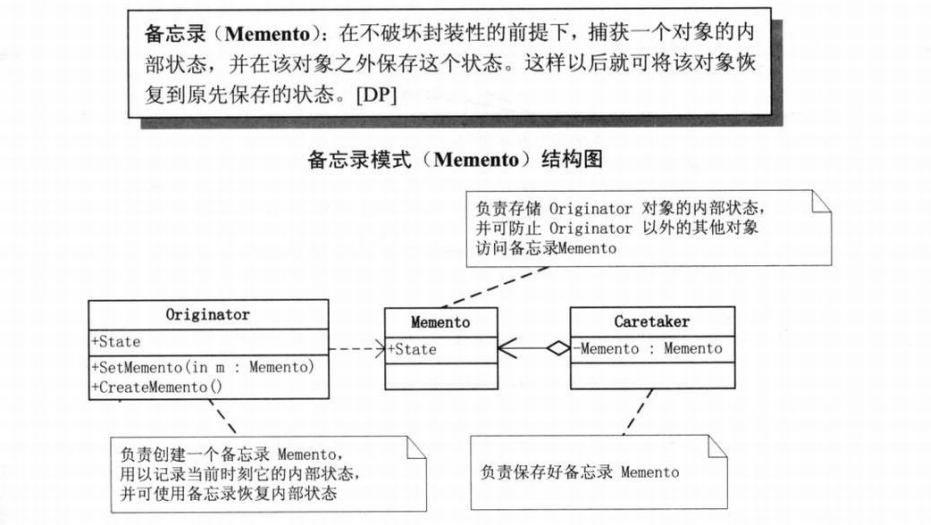 备忘录（Memento）：在不破坏封装性的前提下，捕获一个对象的内
部状态，并在该对象之外保存这个状态。这样以后就可将该对象恢
复到原先保存的状态。[DP]
备忘录模式（Memento）结构图
负责存储 Originator 对象的内部状态，
并可防止 Originator 以外的其他对象
访问备忘录Memento
Originator
+State
+SetMemento(in m : Memento)
+CreateMemento()
Memento
+State
Caretaker
-Memento : Memento
负责创建一个备忘录 Memento，
用以记录当前时刻它的内部状态，
并可使用备忘录恢复内部状态
负责保存好备忘录 Memento